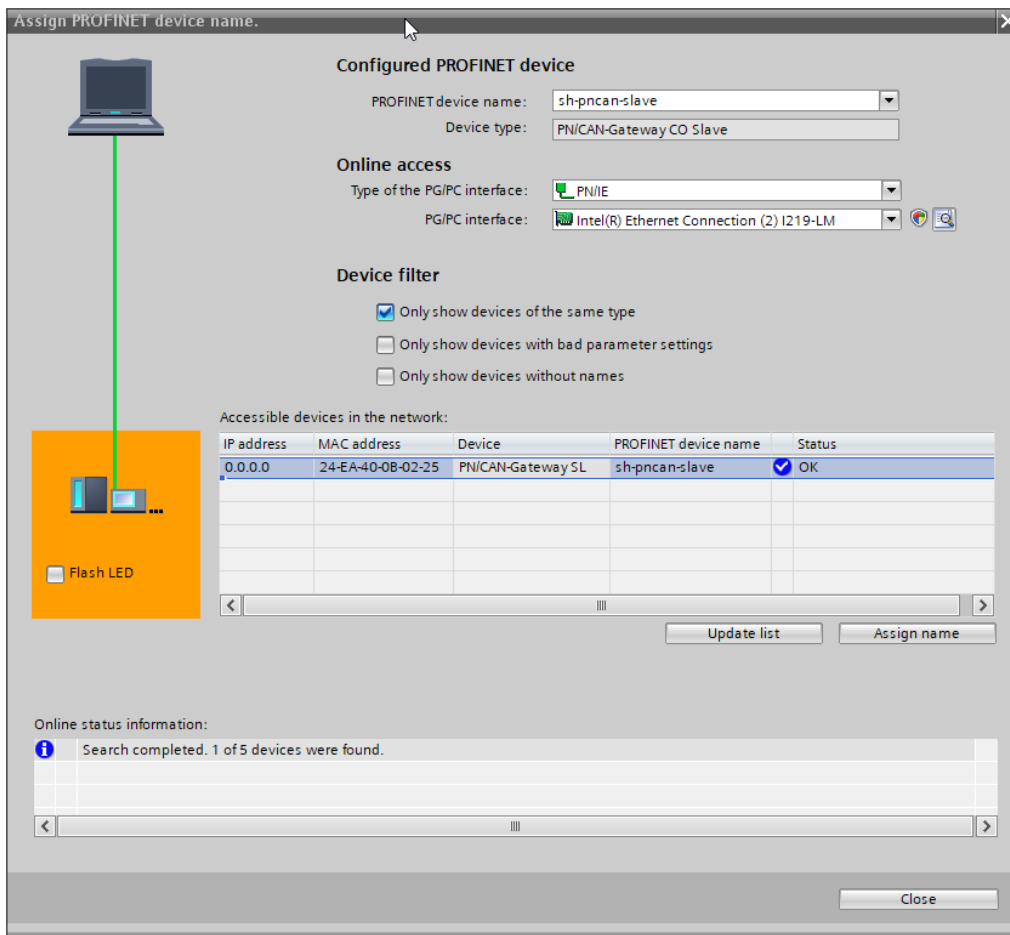 Assign PROFINET device name.
Configured PROFINET device
PROFINET device name: sh-pncan-slave
Device type: PN/CAN-Gateway CO Slave
Online access
Type of the PG/PC interface: PN/IE
PG/PC interface: Intel(R) Ethernet Connection (2) I219-LM
Device filter
Only show devices of the same type
Only show devices with bad parameter settings
Only show devices without names
Accessible devices in the network:
IP address MAC address Device PROFINET device name Status
0.0.0.0 24-EA-40-0B-02-25 PN/CAN-Gateway SL sh-pncan-slave OK
Flash LED
Update list Assign name
Online status information:
Search completed. 1 of 5 devices were found.
Close